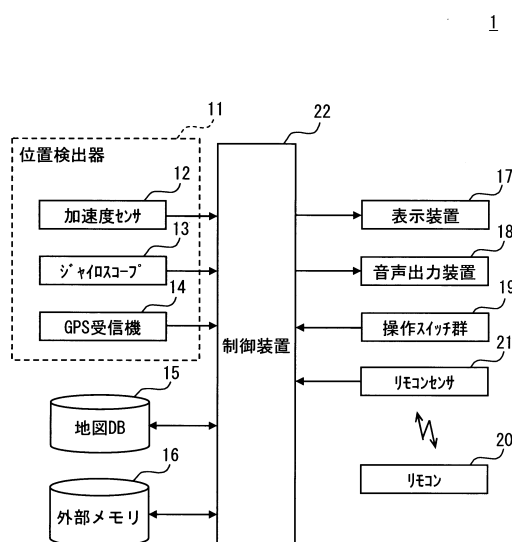 1
11
位置検出器
12
加速度ｾﾝｻ
13
ｼﾞｬｲﾛｽｺｰﾌﾟ
14
GPS受信機
15
地図DB
16
外部メモリ
22
制御装置
17
表示装置
18
音声出力装置
19
操作スイッチ群
21
ﾘﾓｺﾝｾﾝｻ
20
ﾘﾓｺﾝ